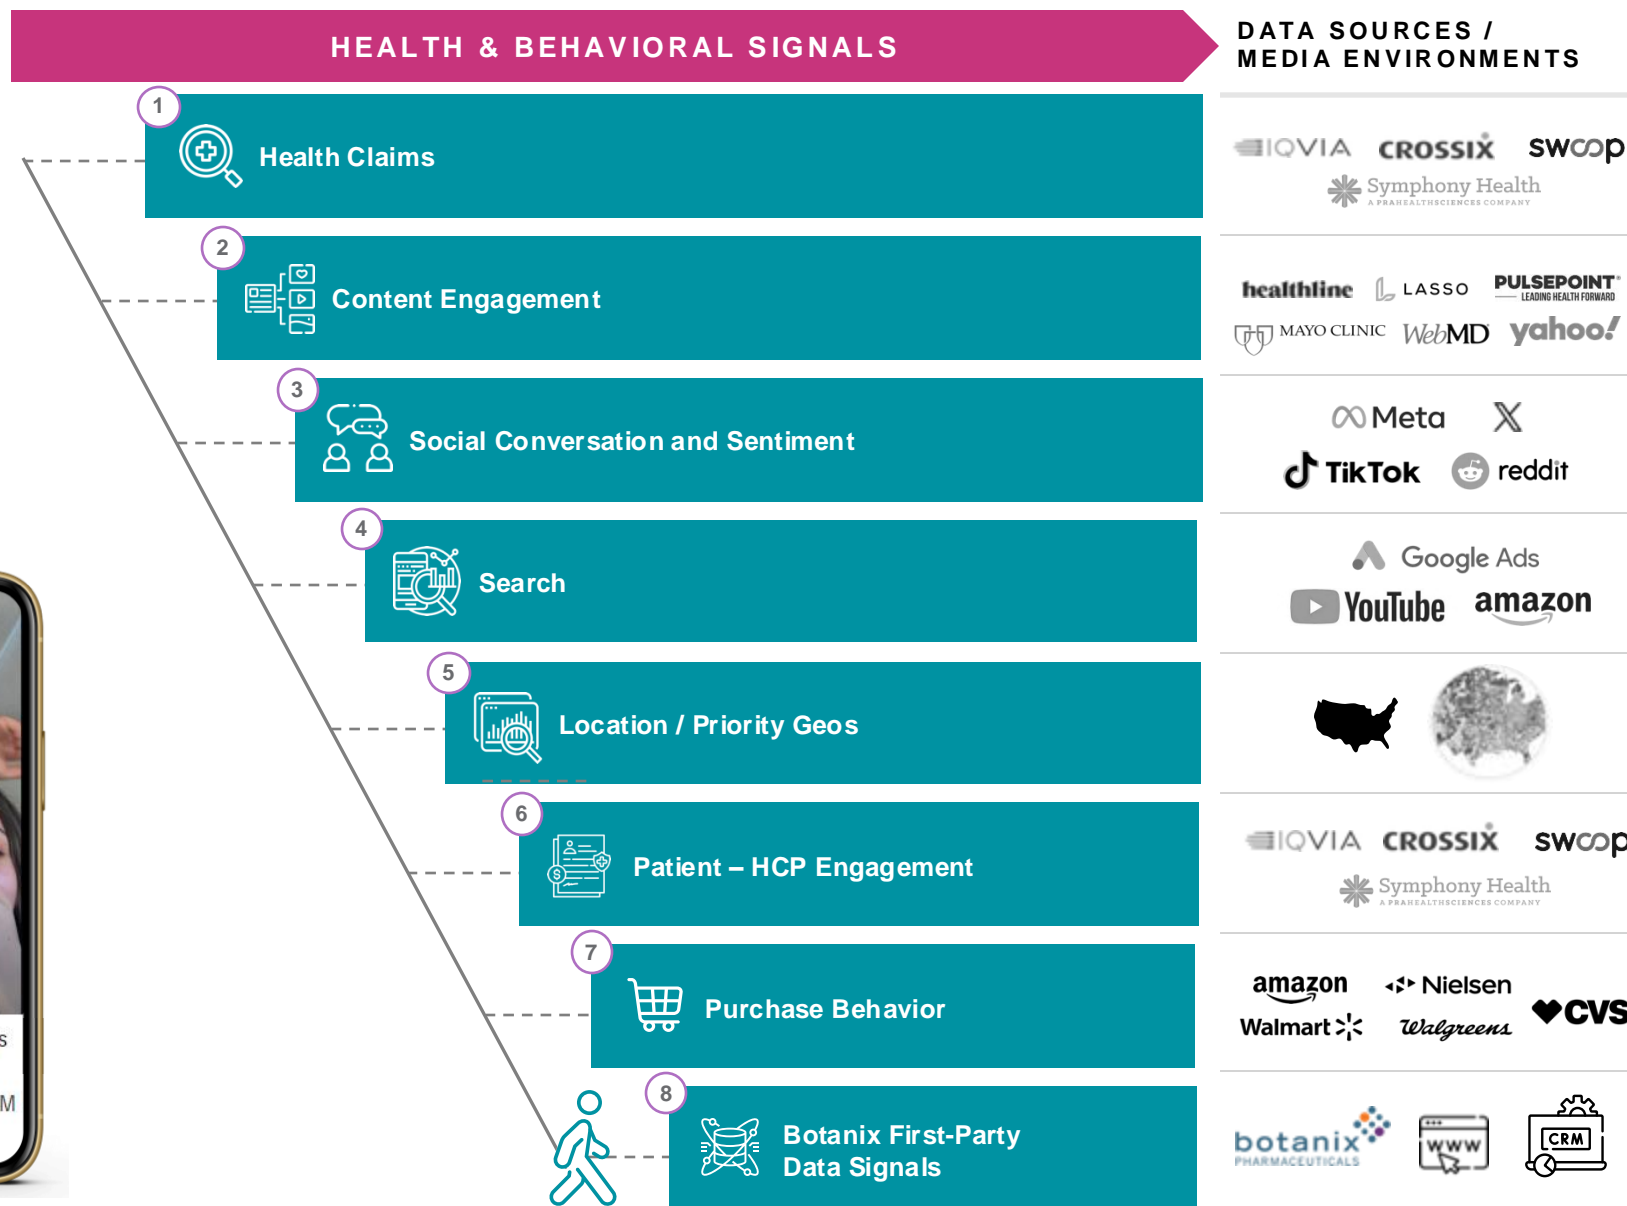 HEALTH & BEHAVIORAL SIGNALS
DATA SOURCES /
MEDIA ENVIRONMENTS
1
Health Claims
IQVIA CROSSIX swoop
Symphony Health
A PRAHEALTHSCIENCES COMPANY
2
Content Engagement
healthline LASSO PULSEPOINT
LEADING HEALTH FORWARD
MAYO CLINIC WebMD yahoo!
3
Social Conversation and Sentiment
Meta X
TikTok reddit
4
Search
Google Ads
YouTube amazon
5
Location / Priority Geos
6
Patient – HCP Engagement
IQVIA CROSSIX swoop
Symphony Health
A PRAHEALTHSCIENCES COMPANY
7
Purchase Behavior
amazon Nielsen
Walmart Walgreens CVS
8
Botanix First-Party
Data Signals
botanix
PHARMACEUTICALS
www
CRM
s
M